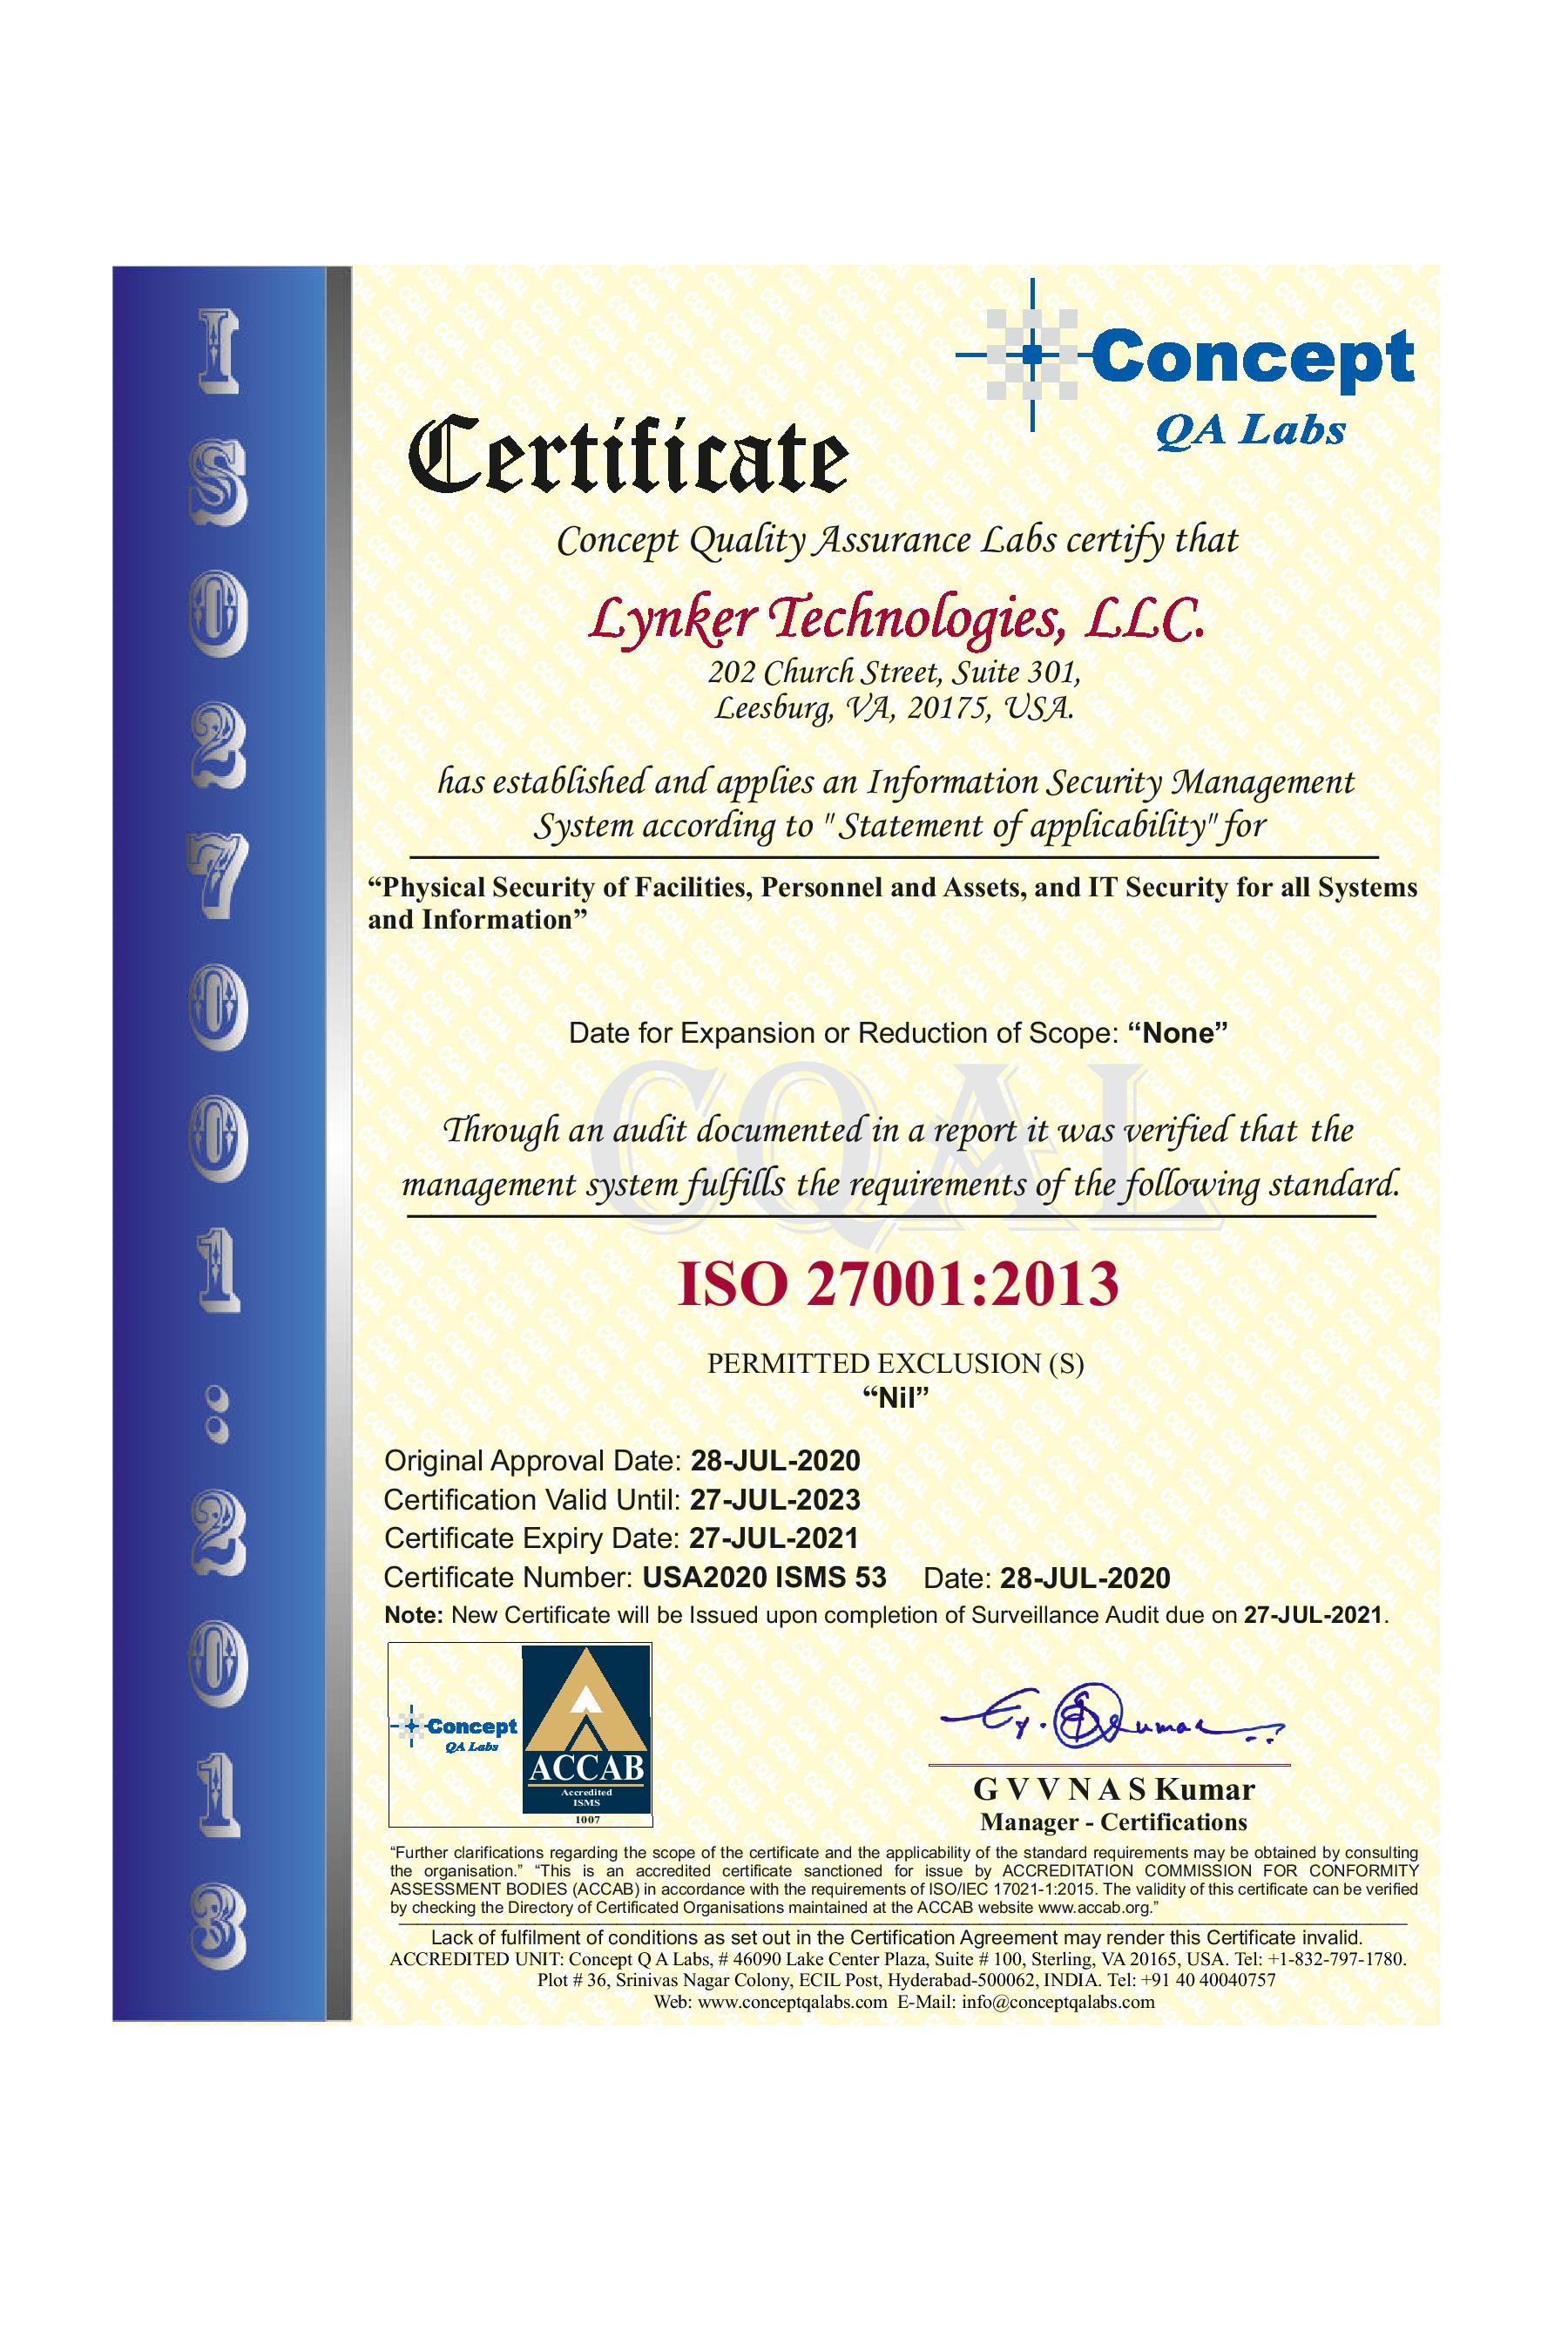 ISO27001:2013
Concept
QA Labs
Certificate
Concept Quality Assurance Labs certify that
Lynker Technologies, LLC.
202 Church Street, Suite 301,
Leesburg, VA, 20175, USA.
has established and applies an Information Security Management
System according to " Statement of applicability" for
“Physical Security of Facilities, Personnel and Assets, and IT Security for all Systems
and Information”
Date for Expansion or Reduction of Scope: “None”
CQAL
Through an audit documented in a report it was verified that the
management system fulfills the requirements of the following standard.
ISO 27001:2013
PERMITTED EXCLUSION (S)
“Nil”
Original Approval Date: 28-JUL-2020
Certification Valid Until: 27-JUL-2023
Certificate Expiry Date: 27-JUL-2021
Certificate Number: USA2020 ISMS 53 Date: 28-JUL-2020
Note: New Certificate will be Issued upon completion of Surveillance Audit due on 27-JUL-2021.
Concept
QA Labs
ACCAB
Accredited
ISMS
1007
G V V N A S Kumar
Manager - Certifications
“Further clarifications regarding the scope of the certificate and the applicability of the standard requirements may be obtained by consulting
the organisation.” “This is an accredited certificate sanctioned for issue by ACCREDITATION COMMISSION FOR CONFORMITY
ASSESSMENT BODIES (ACCAB) in accordance with the requirements of ISO/IEC 17021-1:2015. The validity of this certificate can be verified
by checking the Directory of Certificated Organisations maintained at the ACCAB website www.accab.org.”
Lack of fulfilment of conditions as set out in the Certification Agreement may render this Certificate invalid.
ACCREDITED UNIT: Concept Q A Labs, # 46090 Lake Center Plaza, Suite # 100, Sterling, VA 20165, USA. Tel: +1-832-797-1780.
Plot # 36, Srinivas Nagar Colony, ECIL Post, Hyderabad-500062, INDIA. Tel: +91 40 40040757
Web: www.conceptqalabs.com E-Mail: info@conceptqalabs.com